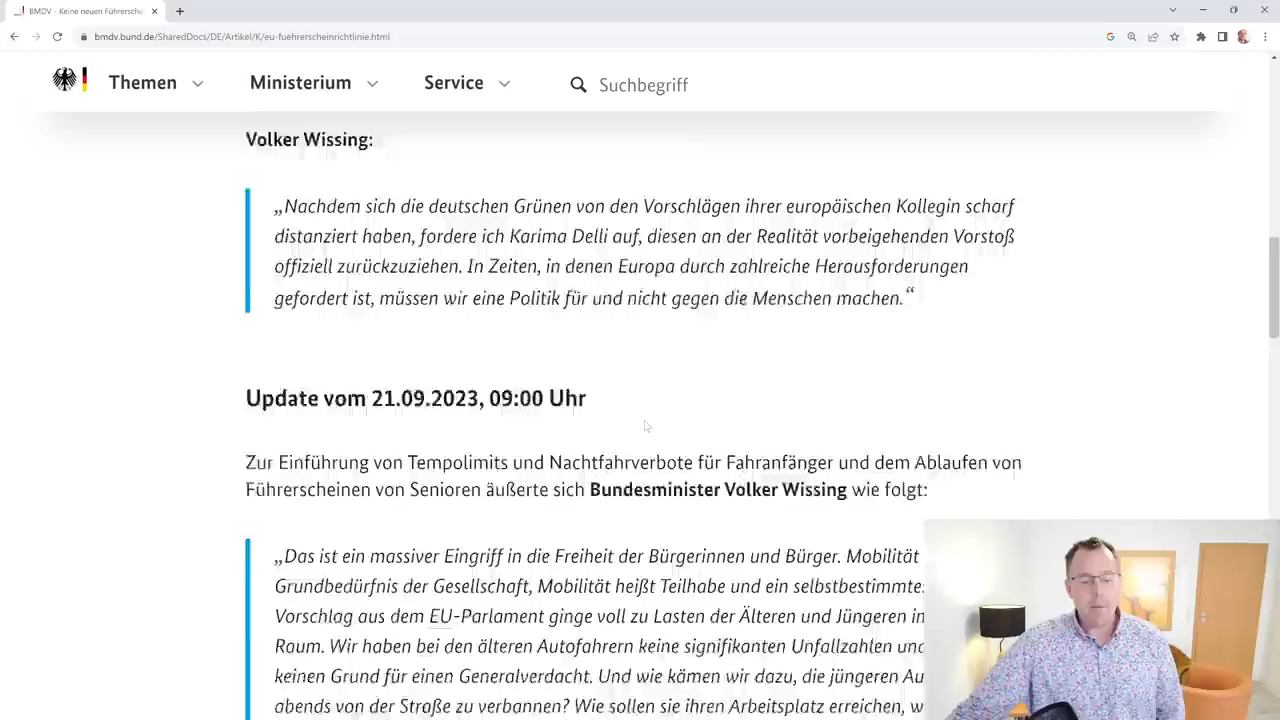 BMDV - Keine neuen Führersche
bmdv.bund.de/SharedDocs/DE/Artikel/K/eu-fuehrerscheinrichtlinie.html
Themen Ministerium Service Suchbegriff
Volker Wissing:
„Nachdem sich die deutschen Grünen von den Vorschlägen ihrer europäischen Kollegin scharf
distanziert haben, fordere ich Karima Delli auf, diesen an der Realität vorbeigehenden Vorstoß
offiziell zurückzuziehen. In Zeiten, in denen Europa durch zahlreiche Herausforderungen
gefordert ist, müssen wir eine Politik für und nicht gegen die Menschen machen.“
Update vom 21.09.2023, 09:00 Uhr
Zur Einführung von Tempolimits und Nachtfahrverbote für Fahranfänger und dem Ablaufen von
Führerscheinen von Senioren äußerte sich Bundesminister Volker Wissing wie folgt:
„Das ist ein massiver Eingriff in die Freiheit der Bürgerinnen und Bürger. Mobilität
Grundbedürfnis der Gesellschaft, Mobilität heißt Teilhabe und ein selbstbestimmte
Vorschlag aus dem EU-Parlament ginge voll zu Lasten der Älteren und Jüngeren in
Raum. Wir haben bei den älteren Autofahrern keine signifikanten Unfallzahlen und
keinen Grund für einen Generalverdacht. Und wie kämen wir dazu, die jüngeren Au
abends von der Straße zu verbannen? Wie sollen sie ihren Arbeitsplatz erreichen, w